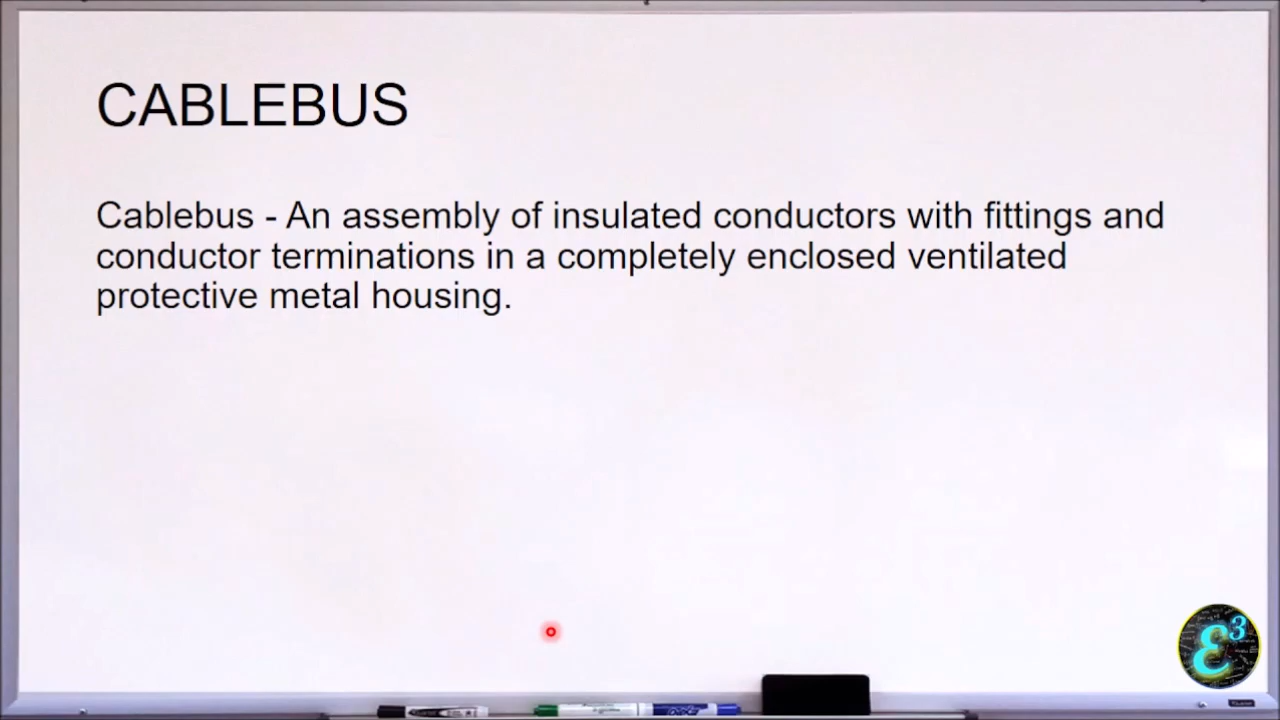 CABLEBUS
Cablebus - An assembly of insulated conductors with fittings and
conductor terminations in a completely enclosed ventilated
protective metal housing.
ε3